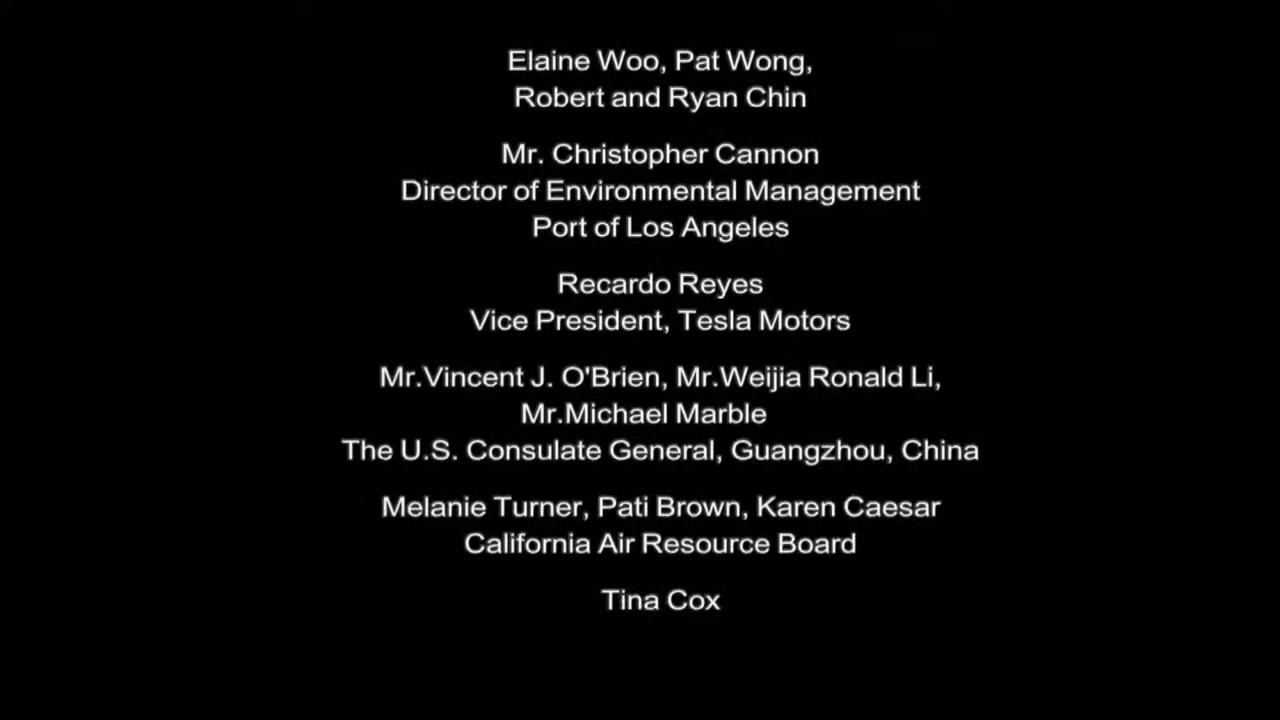 Elaine Woo, Pat Wong,
Robert and Ryan Chin
Mr. Christopher Cannon
Director of Environmental Management
Port of Los Angeles
Recardo Reyes
Vice President, Tesla Motors
Mr.Vincent J. O'Brien, Mr.Weijia Ronald Li,
Mr.Michael Marble
The U.S. Consulate General, Guangzhou, China
Melanie Turner, Pati Brown, Karen Caesar
California Air Resource Board
Tina Cox